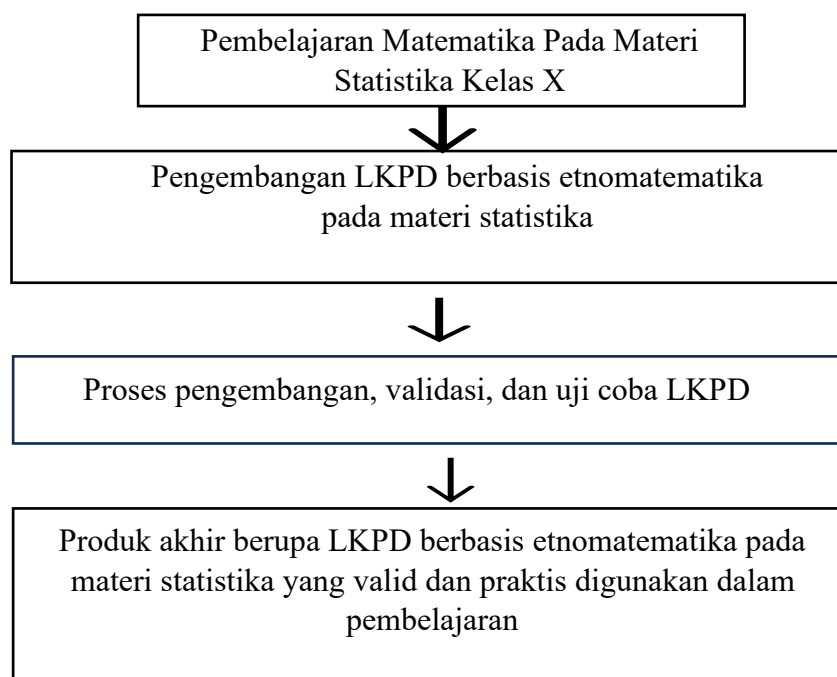 Pembelajaran Matematika Pada Materi
Statistika Kelas X
Pengembangan LKPD berbasis etnomatematika
pada materi statistika
Proses pengembangan, validasi, dan uji coba LKPD
Produk akhir berupa LKPD berbasis etnomatematika pada
materi statistika yang valid dan praktis digunakan dalam
pembelajaran